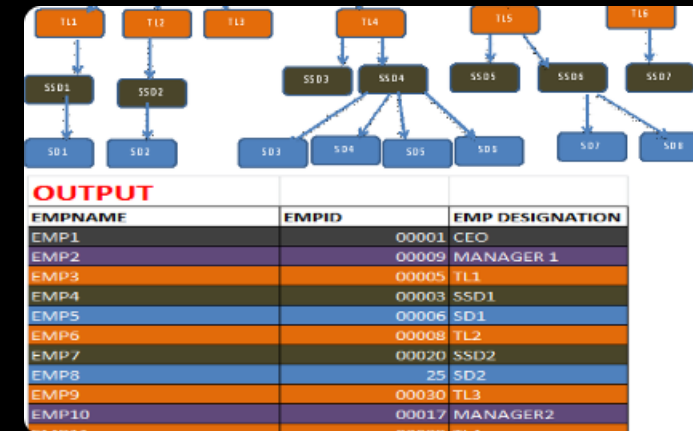 TL1 TL2 TL3 TL4 TL5 TL6
SSD1 SSD2 SSD3 SSD4 SSD5 SSD6 SSD7
SD1 SD2 SD3 SD4 SD5 SD8 SD7 SD8
OUTPUT
EMPNAME EMPID EMP DESIGNATION
EMP1 00001 CEO
EMP2 00009 MANAGER 1
EMP3 00005 TL1
EMP4 00003 SSD1
EMP5 00006 SD1
EMP6 00008 TL2
EMP7 00020 SSD2
EMP8 25 SD2
EMP9 00030 TL3
EMP10 00017 MANAGER2